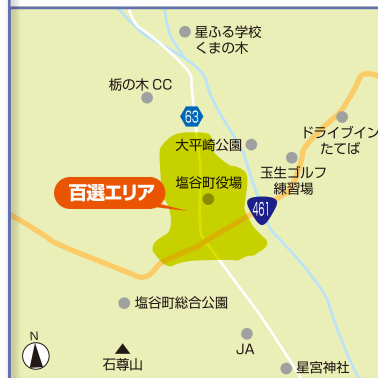 星ふる学校
くまの木
栃の木 CC
63
大平崎公園
ドライブイン
たてば
玉生ゴルフ
練習場
塩谷町役場
百選エリア
461
塩谷町総合公園
N
石尊山
JA
星宮神社